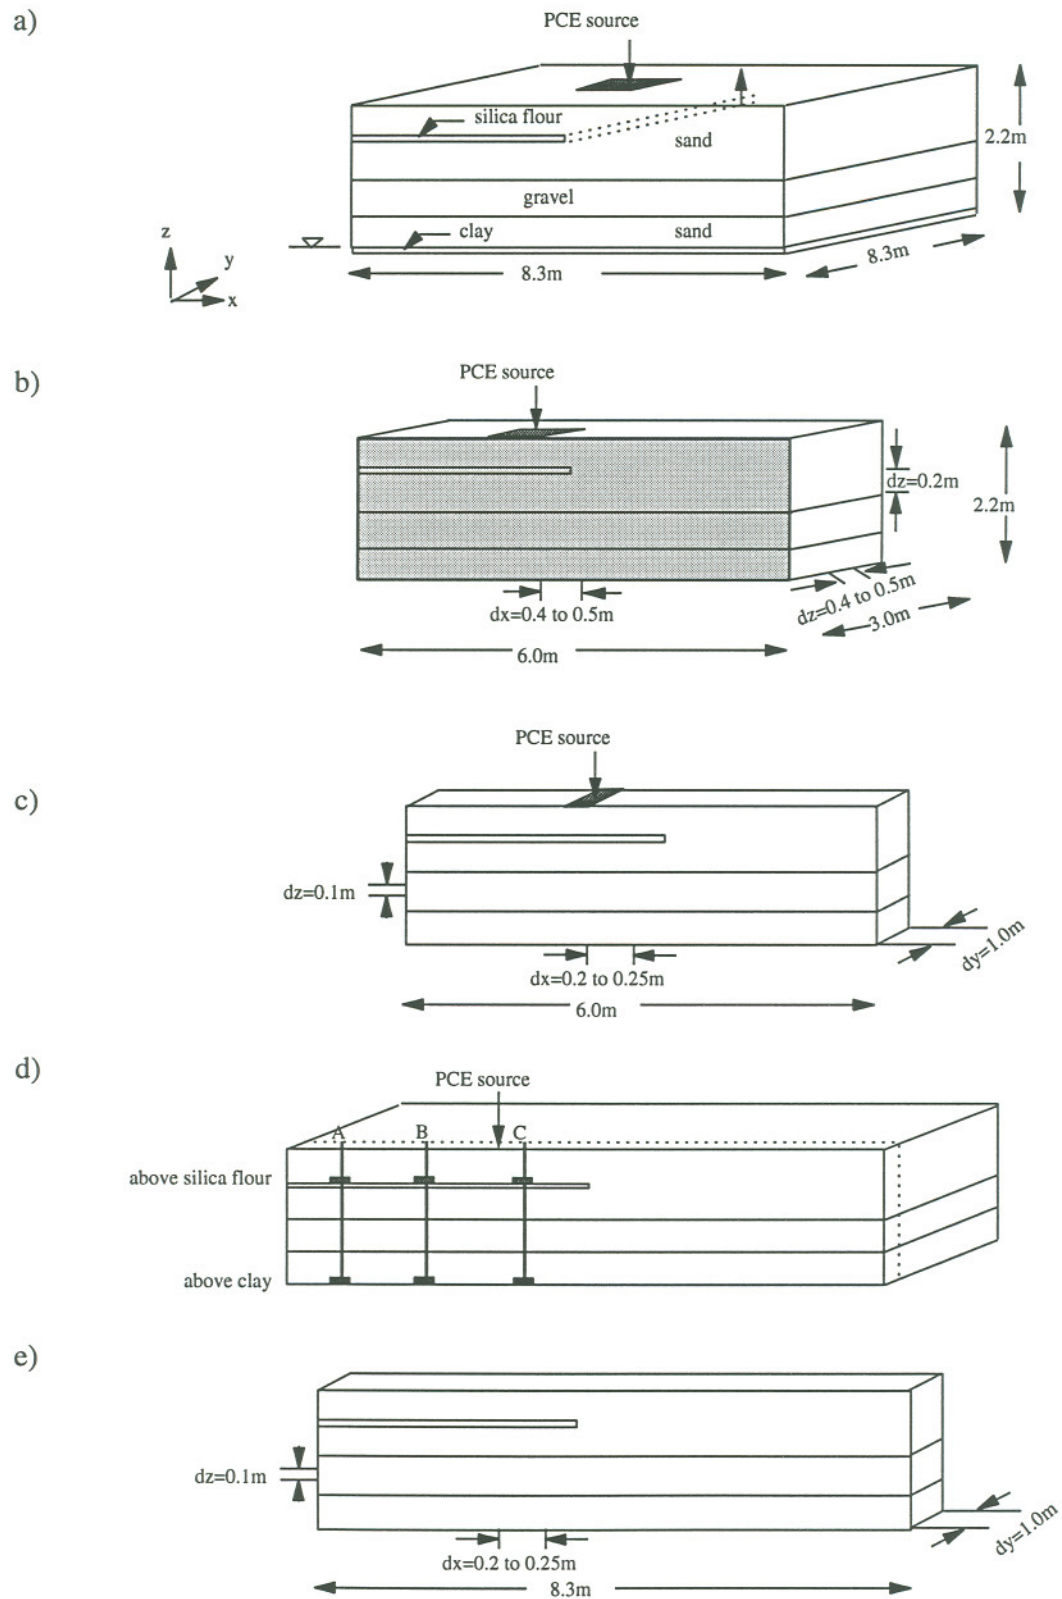 a)
PCE source
silica flour
sand
2.2m
gravel
clay
sand
z
y
x
8.3m
8.3m
b)
PCE source
dz=0.2m
2.2m
dx=0.4 to 0.5m
dz=0.4 to 0.5m
3.0m
6.0m
PCE source
c)
dz=0.1m
dy=1.0m
dx=0.2 to 0.25m
6.0m
d)
PCE source
A
B
C
above silica flour
above clay
e)
dz=0.1m
dy=1.0m
dx=0.2 to 0.25m
8.3m